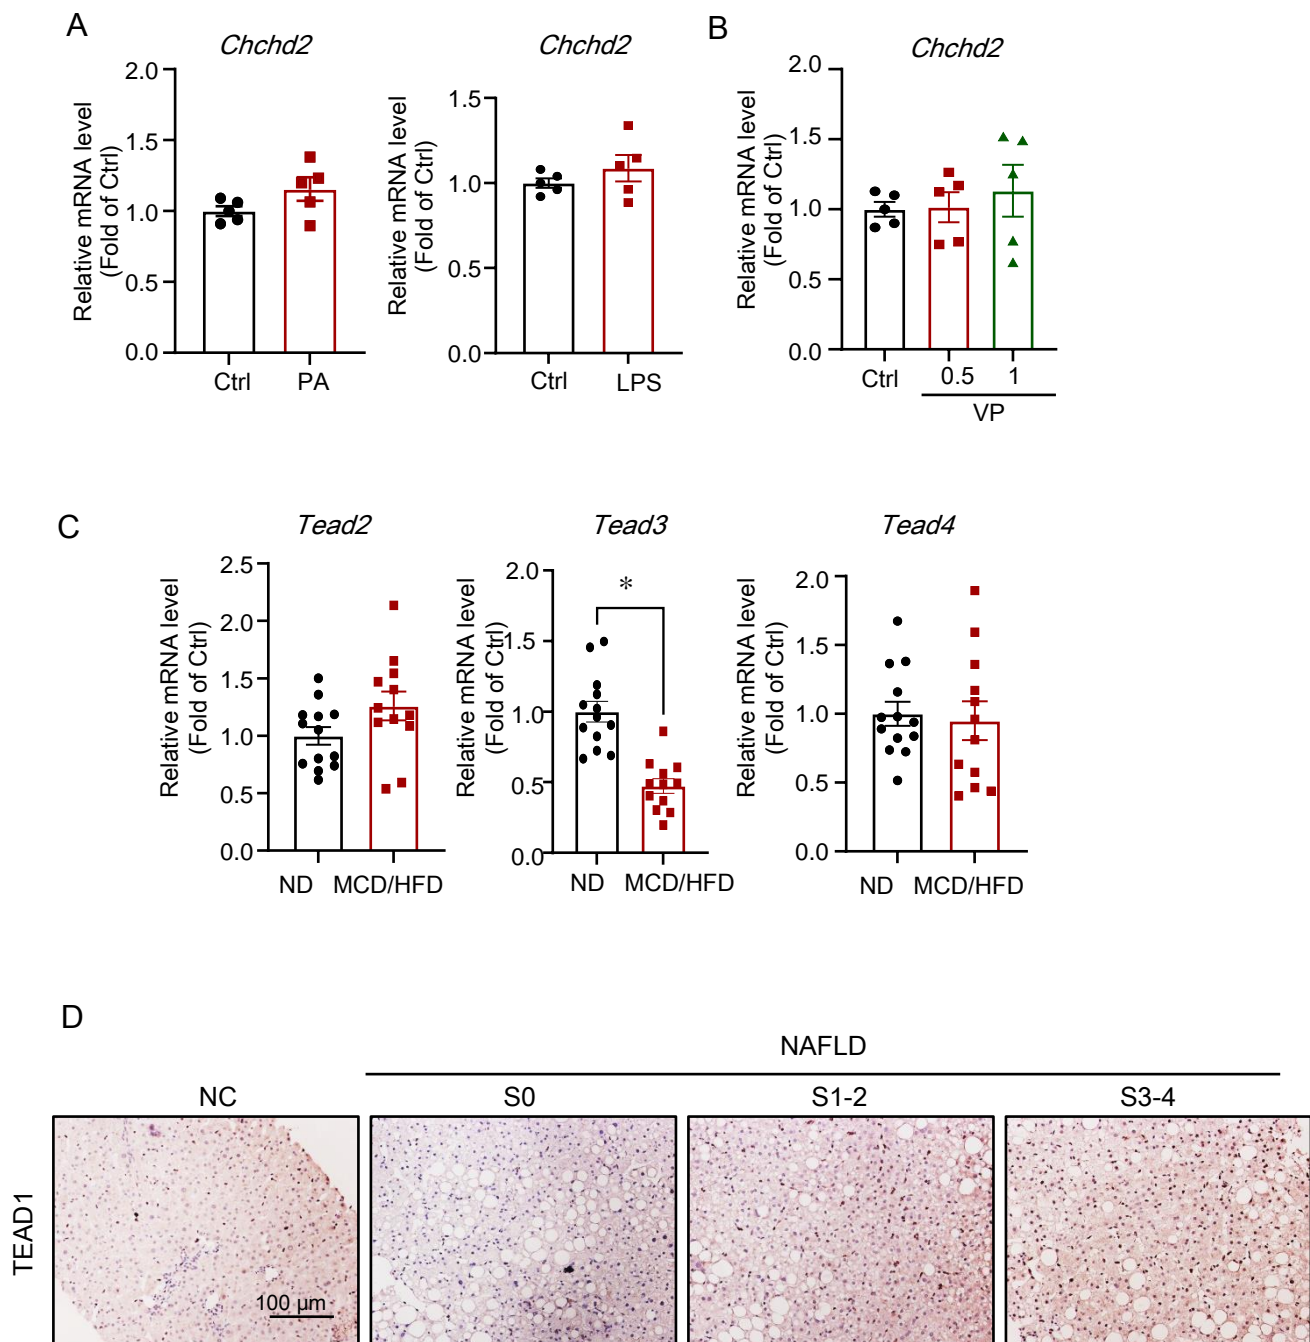 A
Chchd2
Relative mRNA level
(Fold of Ctrl)
2.0
1.5
1.0
0.5
0.0
Ctrl
PA
Chchd2
Relative mRNA level
(Fold of Ctrl)
1.5
1.0
0.5
0.0
Ctrl
LPS
B
Chchd2
Relative mRNA level
(Fold of Ctrl)
2.0
1.5
1.0
0.5
0.0
Ctrl
0.5
1
VP
C
Tead2
Relative mRNA level
(Fold of Ctrl)
2.5
2.0
1.5
1.0
0.5
0.0
ND
MCD/HFD
Tead3
Relative mRNA level
(Fold of Ctrl)
2.0
1.5
1.0
0.5
0.0
*
ND
MCD/HFD
Tead4
Relative mRNA level
(Fold of Ctrl)
2.0
1.5
1.0
0.5
0.0
ND
MCD/HFD
D
NAFLD
NC
S0
S1-2
S3-4
TEAD1
100 μm